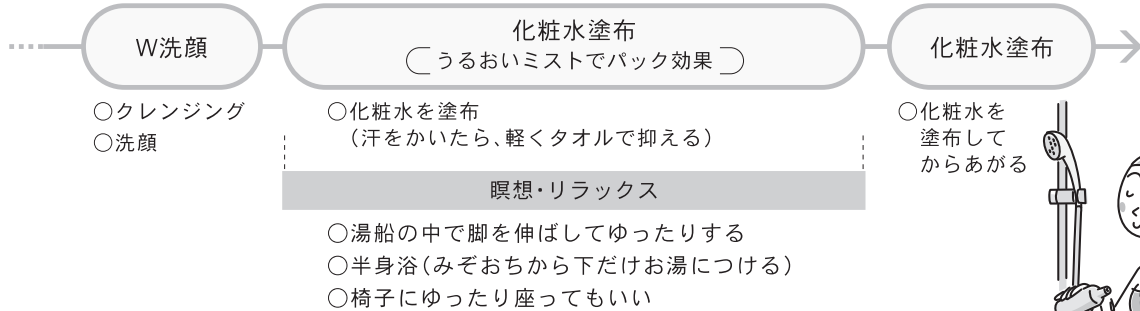 W洗顔
○クレンジング
○洗顔
化粧水塗布
(うるおいミストでパック効果)
○化粧水を塗布
(汗をかいたら、軽くタオルで抑える)
瞑想・リラックス
○湯船の中で脚を伸ばしてゆったりする
○半身浴(みぞおちから下だけお湯につける)
○椅子にゆったり座ってもいい
化粧水塗布
○化粧水を
塗布して
からあがる